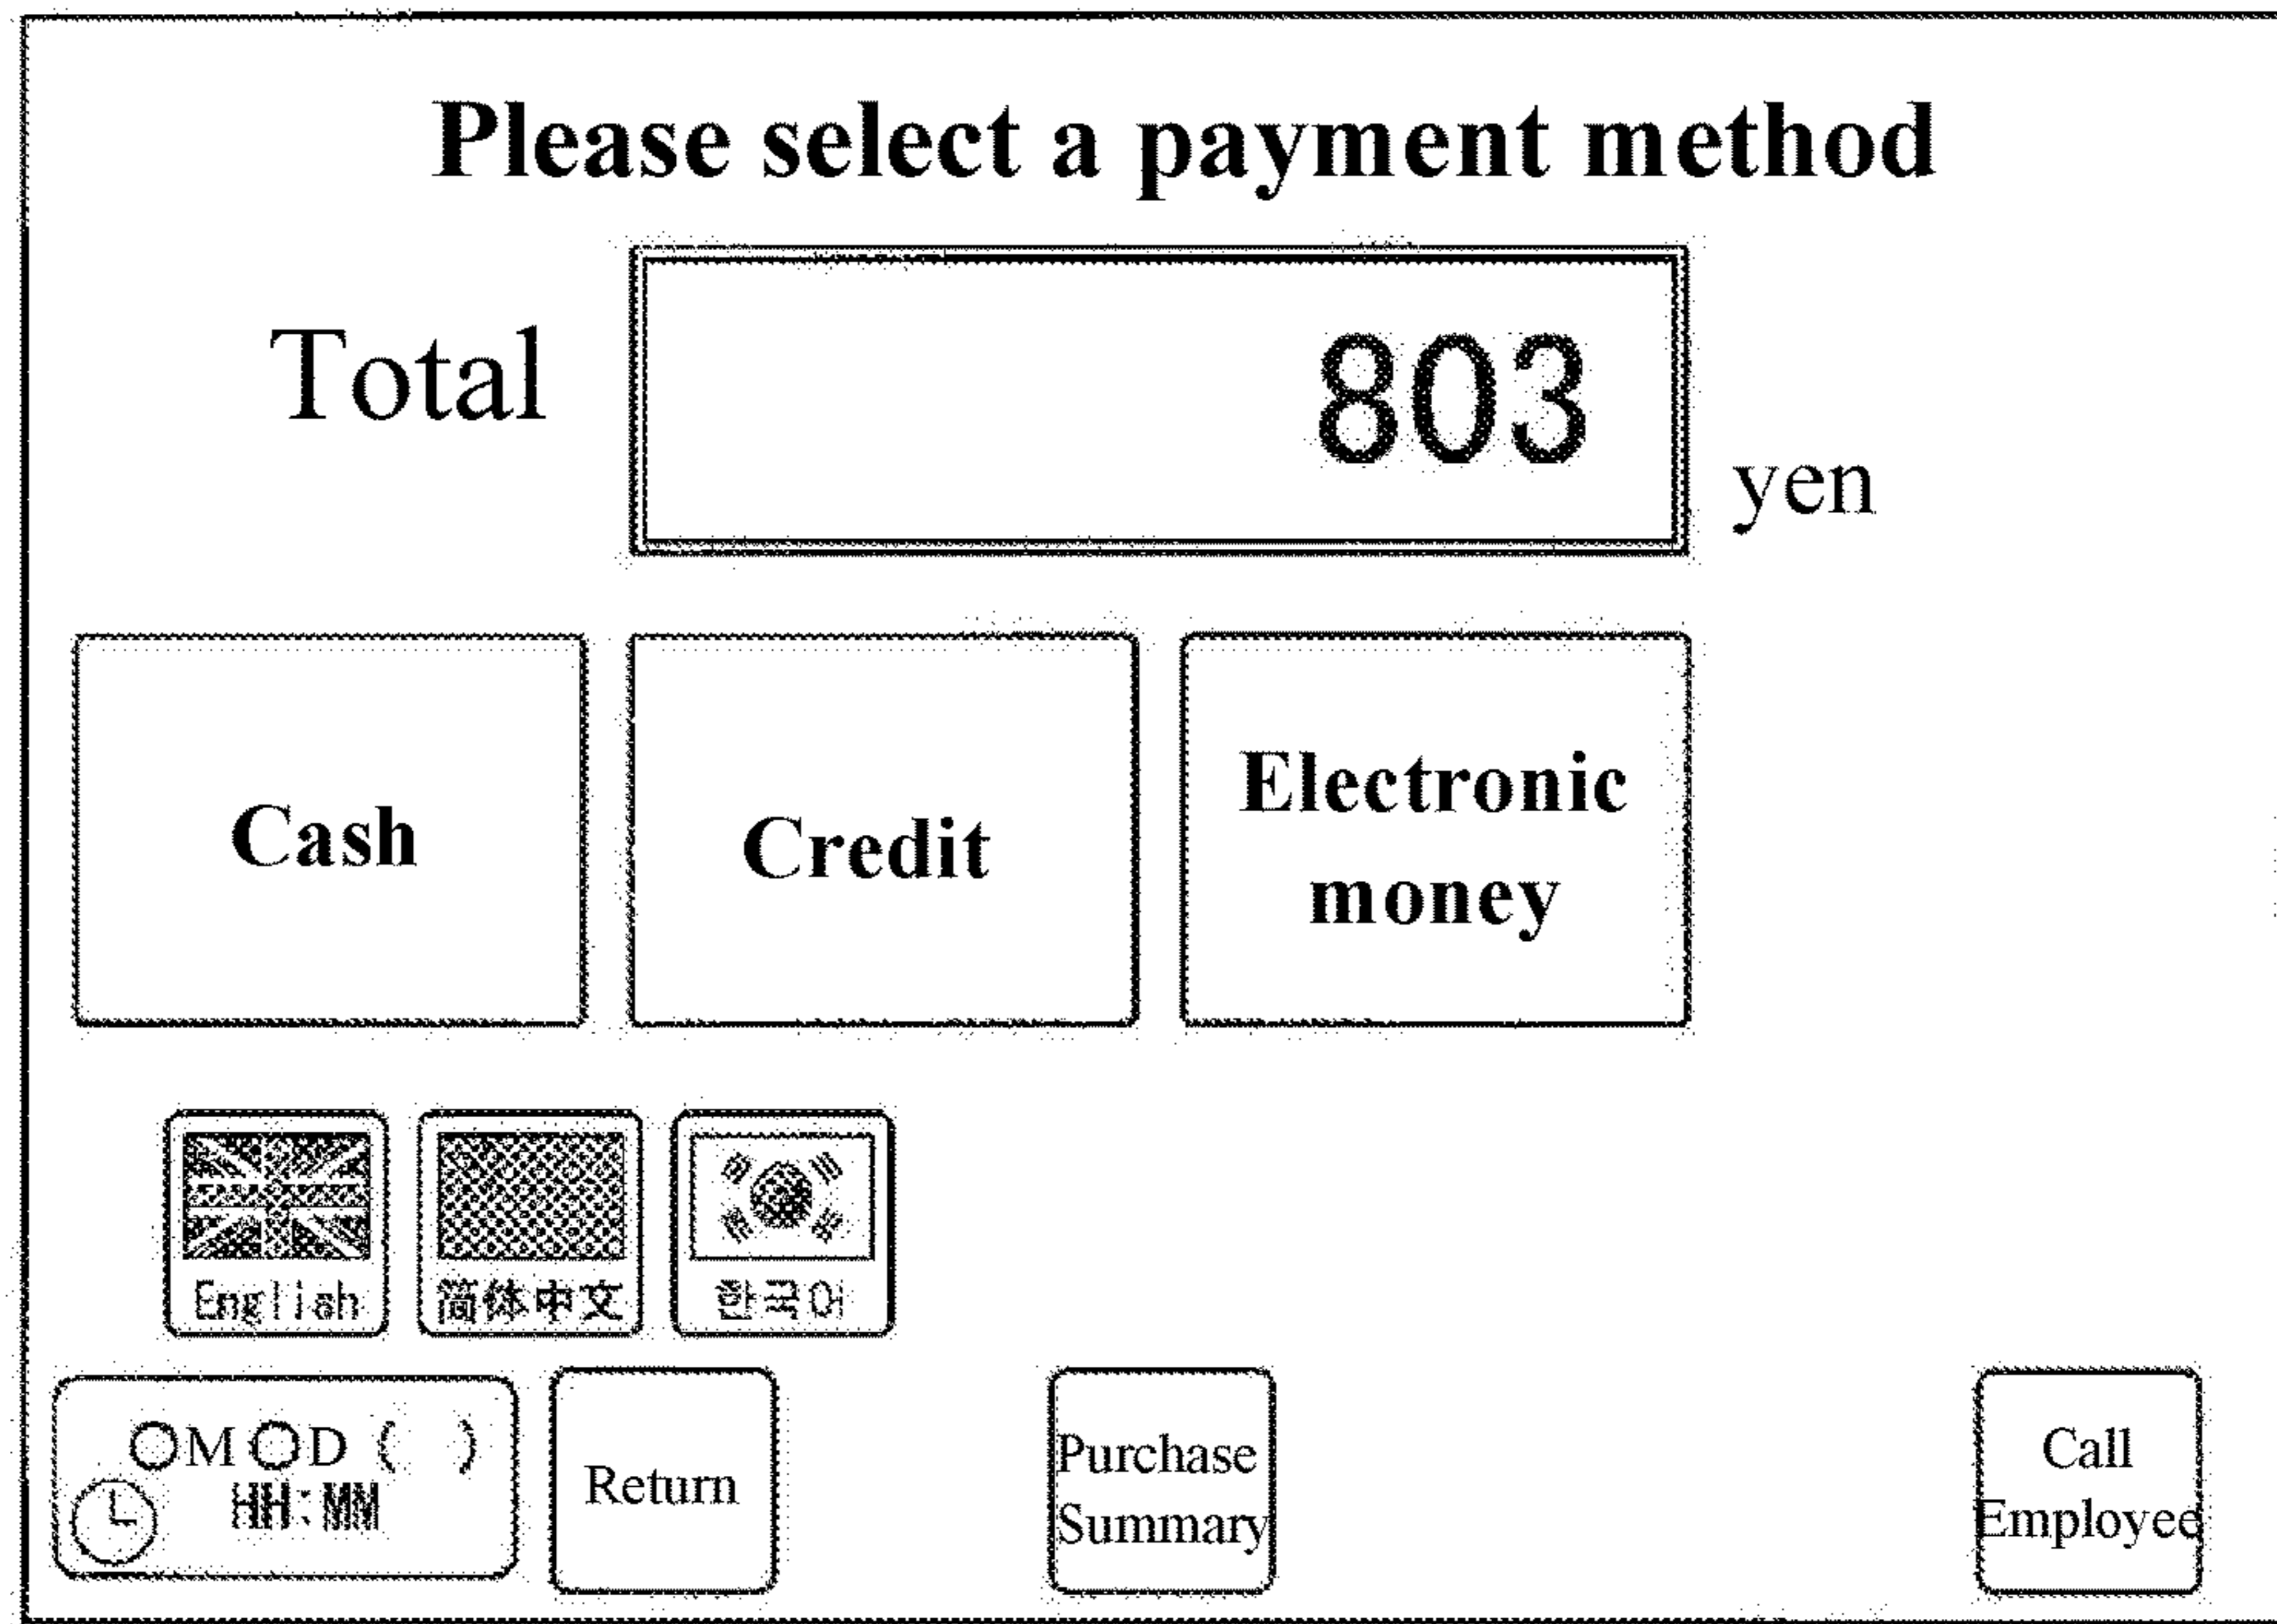 Please select a payment method
Total
803
yen
Cash
Credit
Electronic
money
English
简体中文
한국어
○M○D ( )
HH:MM
Return
Purchase
Summary
Call
Employee